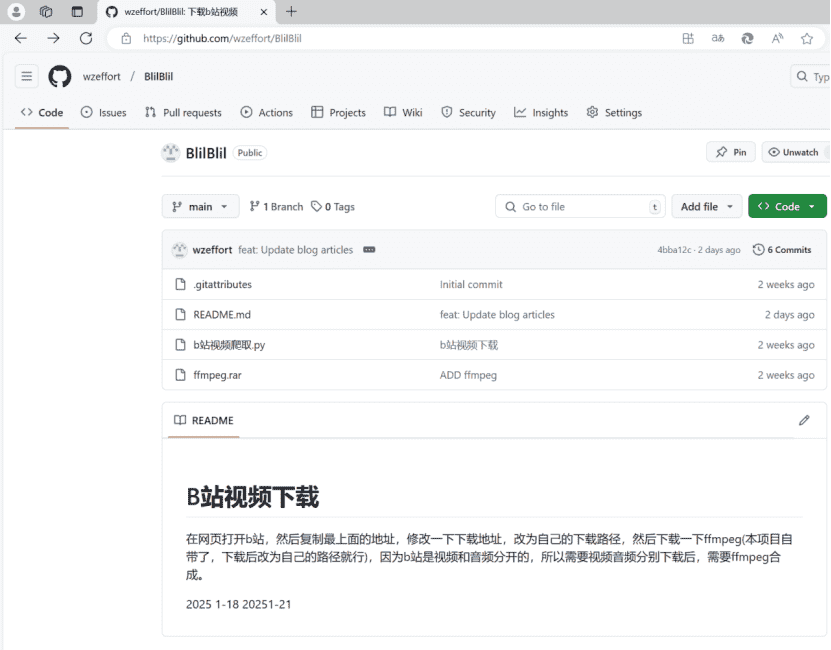 wzeffort/BlilBlil: 下载b站视频
https://github.com/wzeffort/BlilBlil
wzeffort / BlilBlil
Typ
Code Issues Pull requests Actions Projects Wiki Security Insights Settings
BlilBlil Public Pin Unwatch
main 1 Branch 0 Tags Go to file t Add file Code
wzeffort feat: Update blog articles 4bba12c · 2 days ago 6 Commits
.gitattributes Initial commit 2 weeks ago
README.md feat: Update blog articles 2 days ago
b站视频爬取.py b站视频下载 2 weeks ago
ffmpeg.rar ADD ffmpeg 2 weeks ago
README
B站视频下载
在网页打开b站，然后复制最上面的地址，修改一下下载地址，改为自己的下载路径，然后下载一下ffmpeg(本项目自
带了，下载后改为自己的路径就行)，因为b站是视频和音频分开的，所以需要视频音频分别下载后，需要ffmpeg合
成。
2025 1-18 20251-21